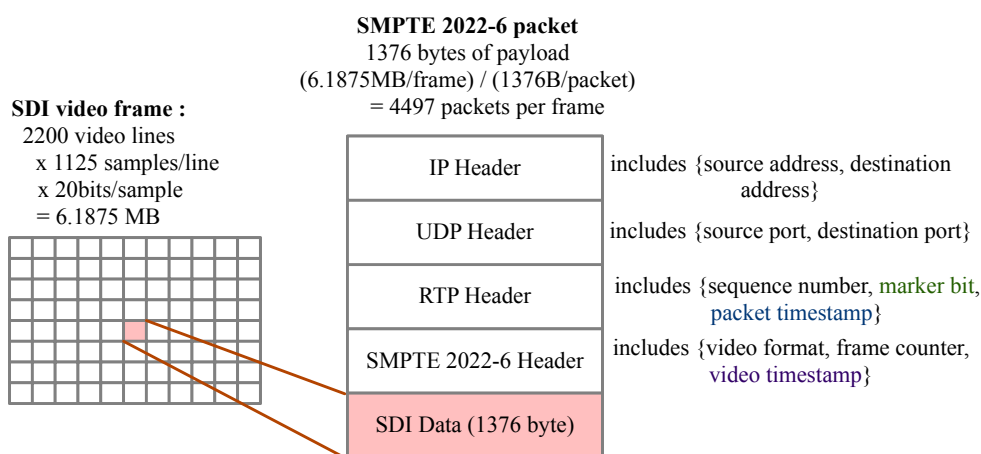 SMPTE 2022-6 packet
1376 bytes of payload
(6.1875MB/frame) / (1376B/packet)
= 4497 packets per frame
SDI video frame :
2200 video lines
x 1125 samples/line
x 20bits/sample
= 6.1875 MB
IP Header
includes {source address, destination
address}
UDP Header
includes {source port, destination port}
RTP Header
includes {sequence number, marker bit,
packet timestamp}
SMPTE 2022-6 Header
includes {video format, frame counter,
video timestamp}
SDI Data (1376 byte)